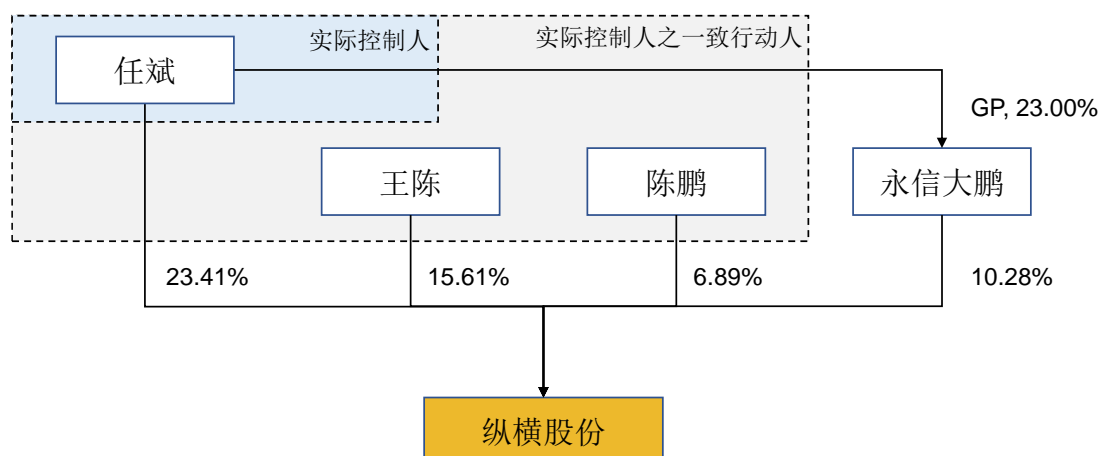 实际控制人
实际控制人之一致行动人
任斌
GP, 23.00%
王陈
陈鹏
永信大鹏
23.41%
15.61%
6.89%
10.28%
纵横股份